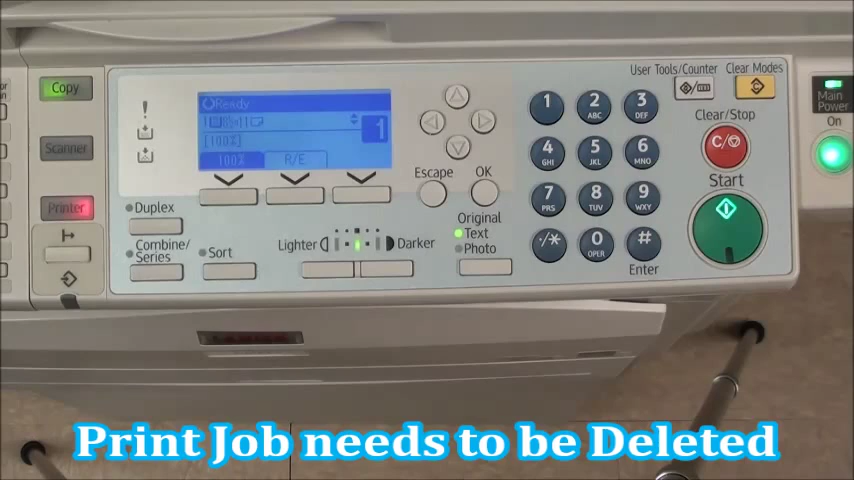 User Tools/Counter
Clear Modes
Copy
Ready
1
[100%]
100%
R/E
Scanner
Printer
Escape
OK
1
2 ABC
3 DEF
4 GHI
5 JKL
6 MNO
7 PRS
8 TUV
9 WXY
./*
0 OPER
#
Enter
Clear/Stop
C/
Start
Main
Power
On
Duplex
Combine/
Series
Sort
Lighter
Darker
Original
Text
Photo
Print Job needs to be Deleted